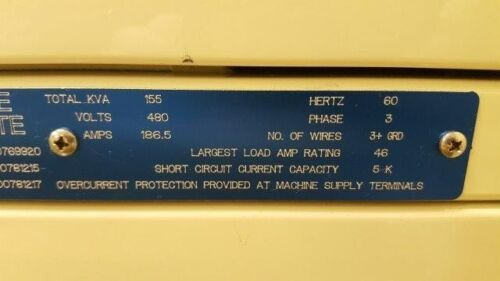 TOTAL KVA 155 HERTZ 60
VOLTS 480 PHASE 3
AMPS 186.5 NO. OF WIRES 3+ GRD
LARGEST LOAD AMP RATING 46
SHORT CIRCUIT CURRENT CAPACITY 5 K
OVERCURRENT PROTECTION PROVIDED AT MACHINE SUPPLY TERMINALS